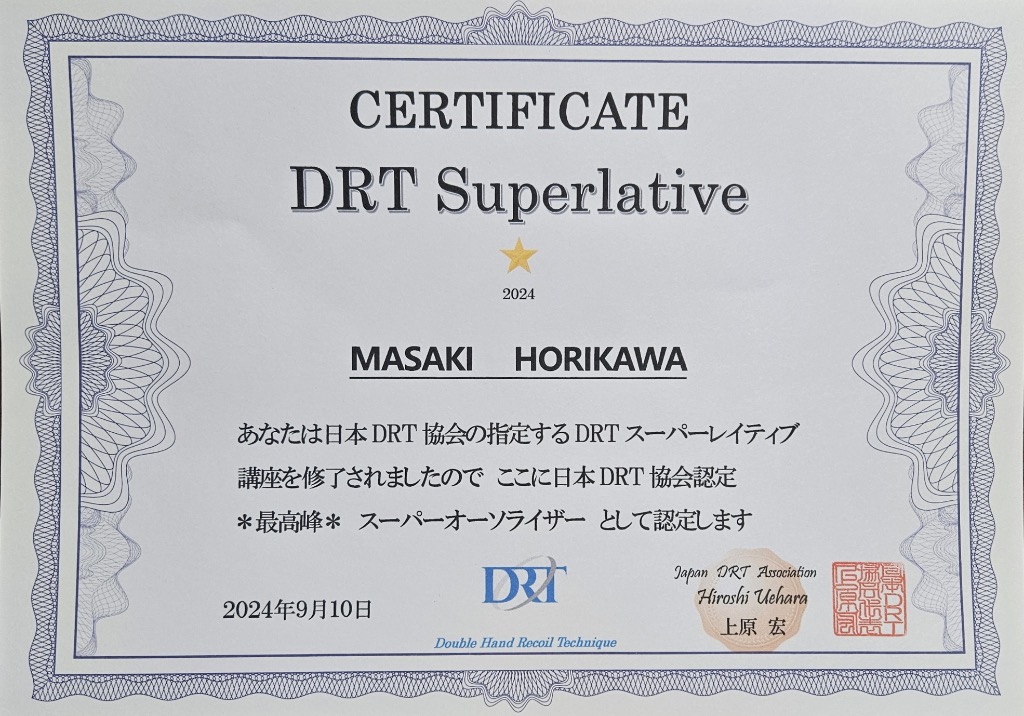 CERTIFICATE
DRT Superlative
2024
MASAKI HORIKAWA
あなたは日本DRT協会の指定するDRTスーパーレイティブ
講座を修了されましたので ここに日本DRT協会認定
＊最高峰＊ スーパーオーソライザー として認定します
2024年9月10日
DRT
Double Hand Recoil Technique
Japan DRT Association
Hiroshi Uehara
上原 宏